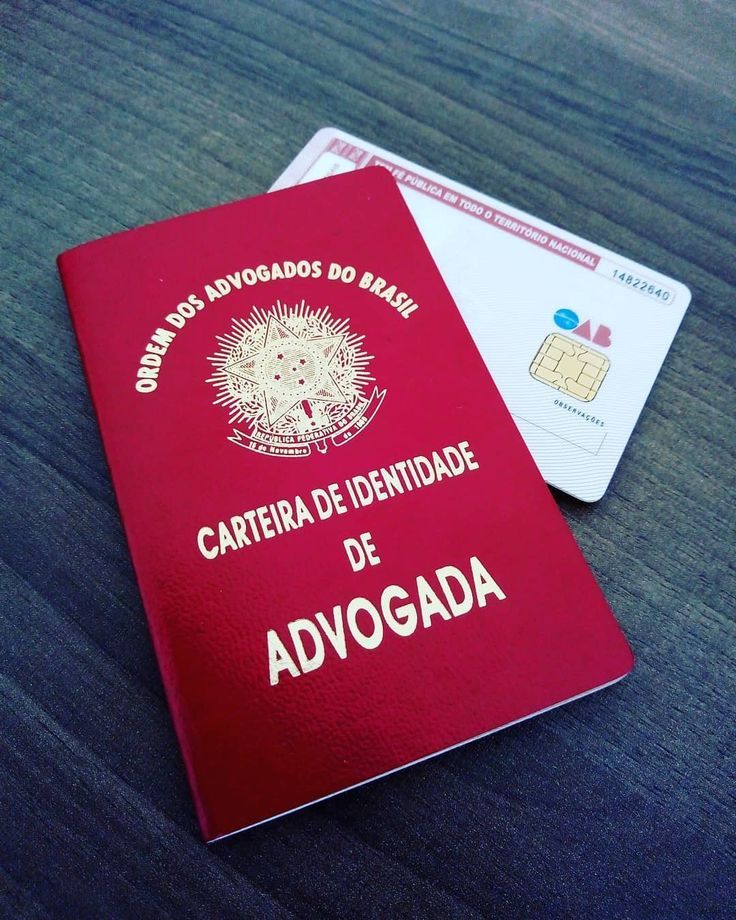 TEM FÉ PÚBLICA EM TODO O TERRITÓRIO NACIONAL
14822640
OAB
OBSERVAÇÕES
ORDEM DOS ADVOGADOS DO BRASIL
REPÚBLICA FEDERATIVA DO BRASIL
15 de Novembro de 1889
CARTEIRA DE IDENTIDADE
DE
ADVOGADA